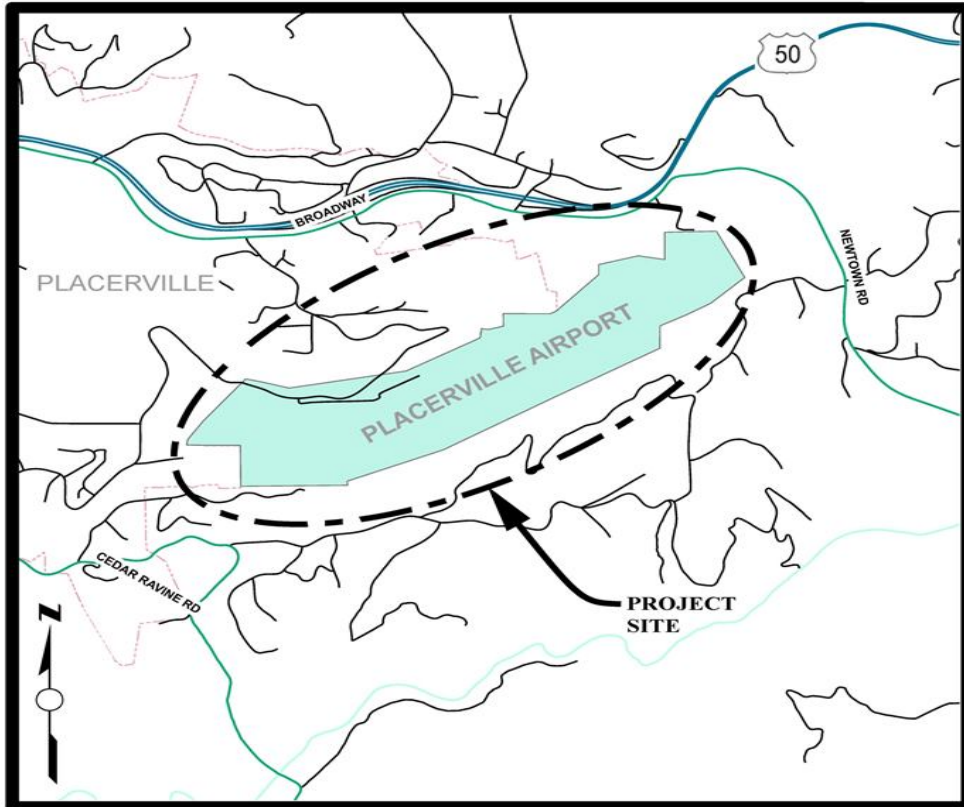 50
BROADWAY
PLACERVILLE
NEWTOWN RD
PLACERVILLE AIRPORT
CEDAR RAVINE RD
PROJECT
SITE
N